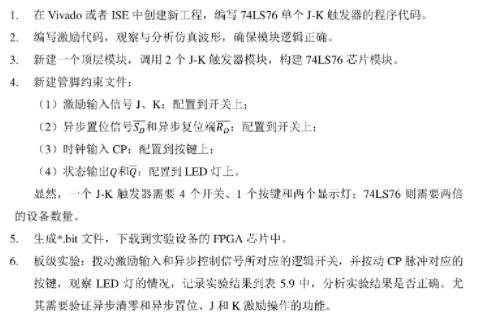 1. 在 Vivado 或者 ISE 中创建新工程，编写 74LS76 单个 J-K 触发器的程序代码。
2. 编写激励代码，观察与分析仿真波形，确保模块逻辑正确。
3. 新建一个顶层模块，调用 2 个 J-K 触发器模块，构建 74LS76 芯片模块。
4. 新建管脚约束文件：
（1）激励输入信号 J、K：配置到开关上；
（2）异步置位信号$\overline{S_D}$和异步复位端$\overline{R_D}$：配置到开关上；
（3）时钟输入 CP：配置到按键上；
（4）状态输出Q和$\overline{Q}$：配置到 LED 灯上。
显然，一个 J-K 触发器需要 4 个开关、1 个按键和两个显示灯；74LS76 则需要两倍
的设备数量。
5. 生成*.bit 文件，下载到实验设备的 FPGA 芯片中。
6. 板级实验：拨动激励输入和异步控制信号所对应的逻辑开关，并按动 CP 脉冲对应的
按键，观察 LED 灯的情况，记录实验结果到表 5.9 中，分析实验结果是否正确。尤
其需要验证异步清零和异步置位、J 和 K 激励操作的功能。